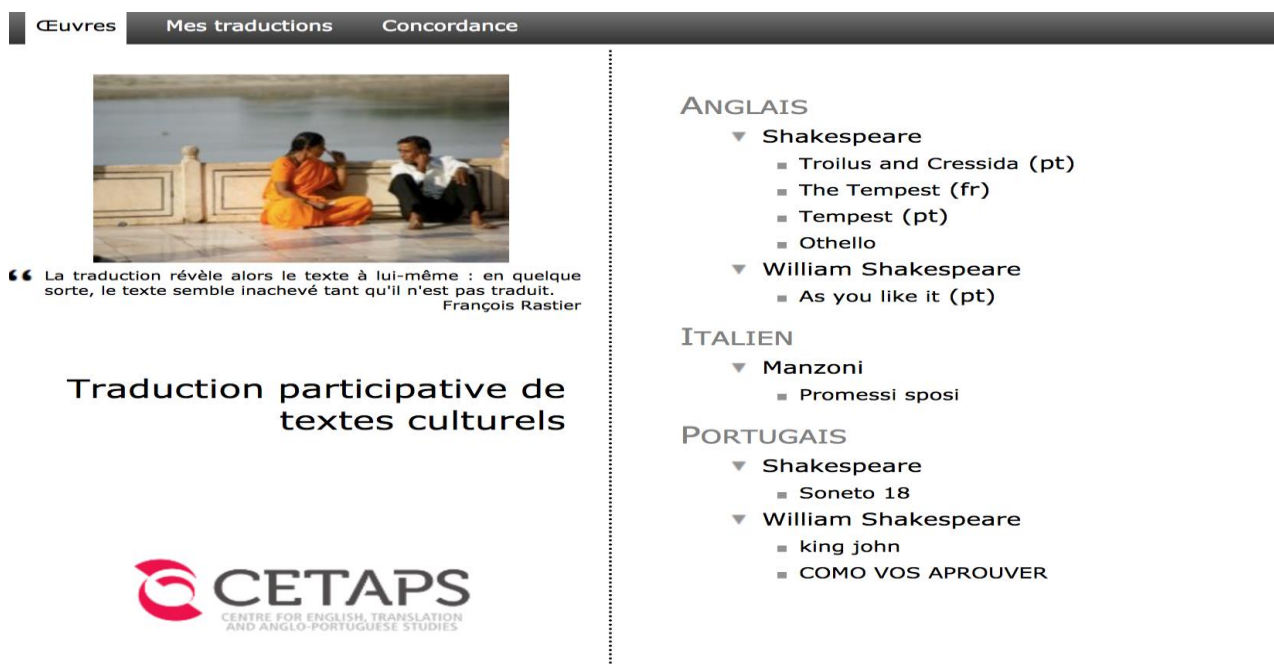 Œuvres Mes traductions Concordance
“ La traduction révèle alors le texte à lui-même : en quelque
sorte, le texte semble inachevé tant qu'il n'est pas traduit.
François Rastier
Traduction participative de
textes culturels
CETAPS
CENTRE FOR ENGLISH, TRANSLATION
AND ANGLO-PORTUGUESE STUDIES
ANGLAIS
Shakespeare
Troilus and Cressida (pt)
The Tempest (fr)
Tempest (pt)
Othello
William Shakespeare
As you like it (pt)
ITALIEN
Manzoni
Promessi sposi
PORTUGAIS
Shakespeare
Soneto 18
William Shakespeare
king john
COMO VOS APROUVER